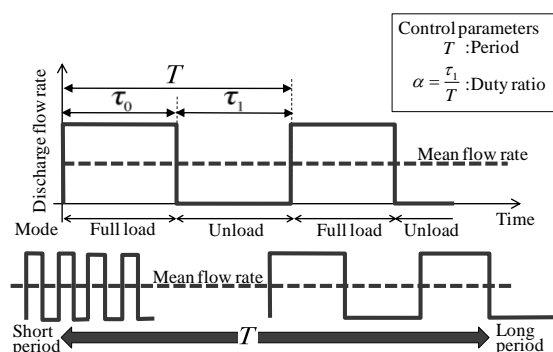 Control parameters
T :Period
α = τ₁/T :Duty ratio
T
τ₀ τ₁
Discharge flow rate
Mean flow rate
Time
Mode Full load Unload Full load Unload
Mean flow rate
Short period
T
Long period